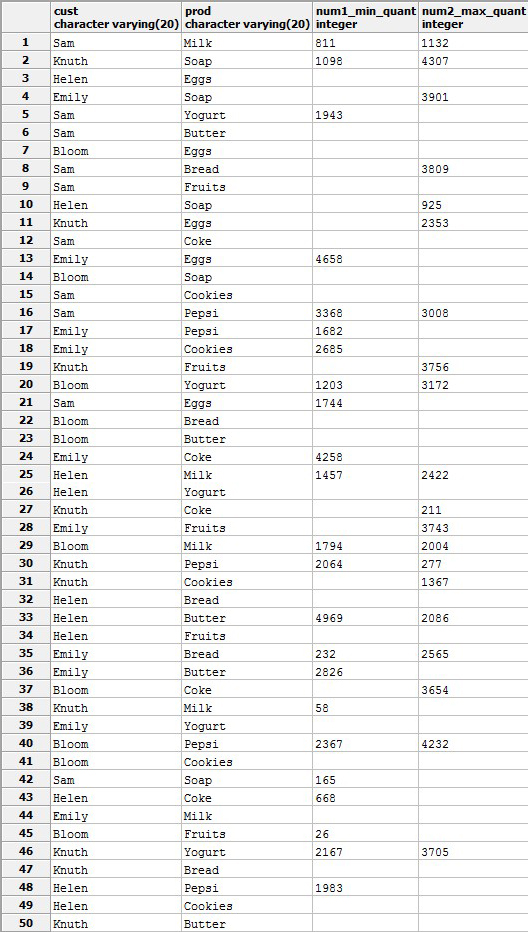 cust prod num1_min_quant num2_max_quant
character varying(20) character varying(20) integer integer
1 Sam Milk 811 1132
2 Knuth Soap 1098 4307
3 Helen Eggs
4 Emily Soap 3901
5 Sam Yogurt 1943
6 Sam Butter
7 Bloom Eggs
8 Sam Bread 3809
9 Sam Fruits
10 Helen Soap 925
11 Knuth Eggs 2353
12 Sam Coke
13 Emily Eggs 4658
14 Bloom Soap
15 Sam Cookies
16 Sam Pepsi 3368 3008
17 Emily Pepsi 1682
18 Emily Cookies 2685
19 Knuth Fruits 3756
20 Bloom Yogurt 1203 3172
21 Sam Eggs 1744
22 Bloom Bread
23 Bloom Butter
24 Emily Coke 4258
25 Helen Milk 1457 2422
26 Helen Yogurt
27 Knuth Coke 211
28 Emily Fruits 3743
29 Bloom Milk 1794 2004
30 Knuth Pepsi 2064 277
31 Knuth Cookies 1367
32 Helen Bread
33 Helen Butter 4969 2086
34 Helen Fruits
35 Emily Bread 232 2565
36 Emily Butter 2826
37 Bloom Coke 3654
38 Knuth Milk 58
39 Emily Yogurt
40 Bloom Pepsi 2367 4232
41 Bloom Cookies
42 Sam Soap 165
43 Helen Coke 668
44 Emily Milk
45 Bloom Fruits 26
46 Knuth Yogurt 2167 3705
47 Knuth Bread
48 Helen Pepsi 1983
49 Helen Cookies
50 Knuth Butter